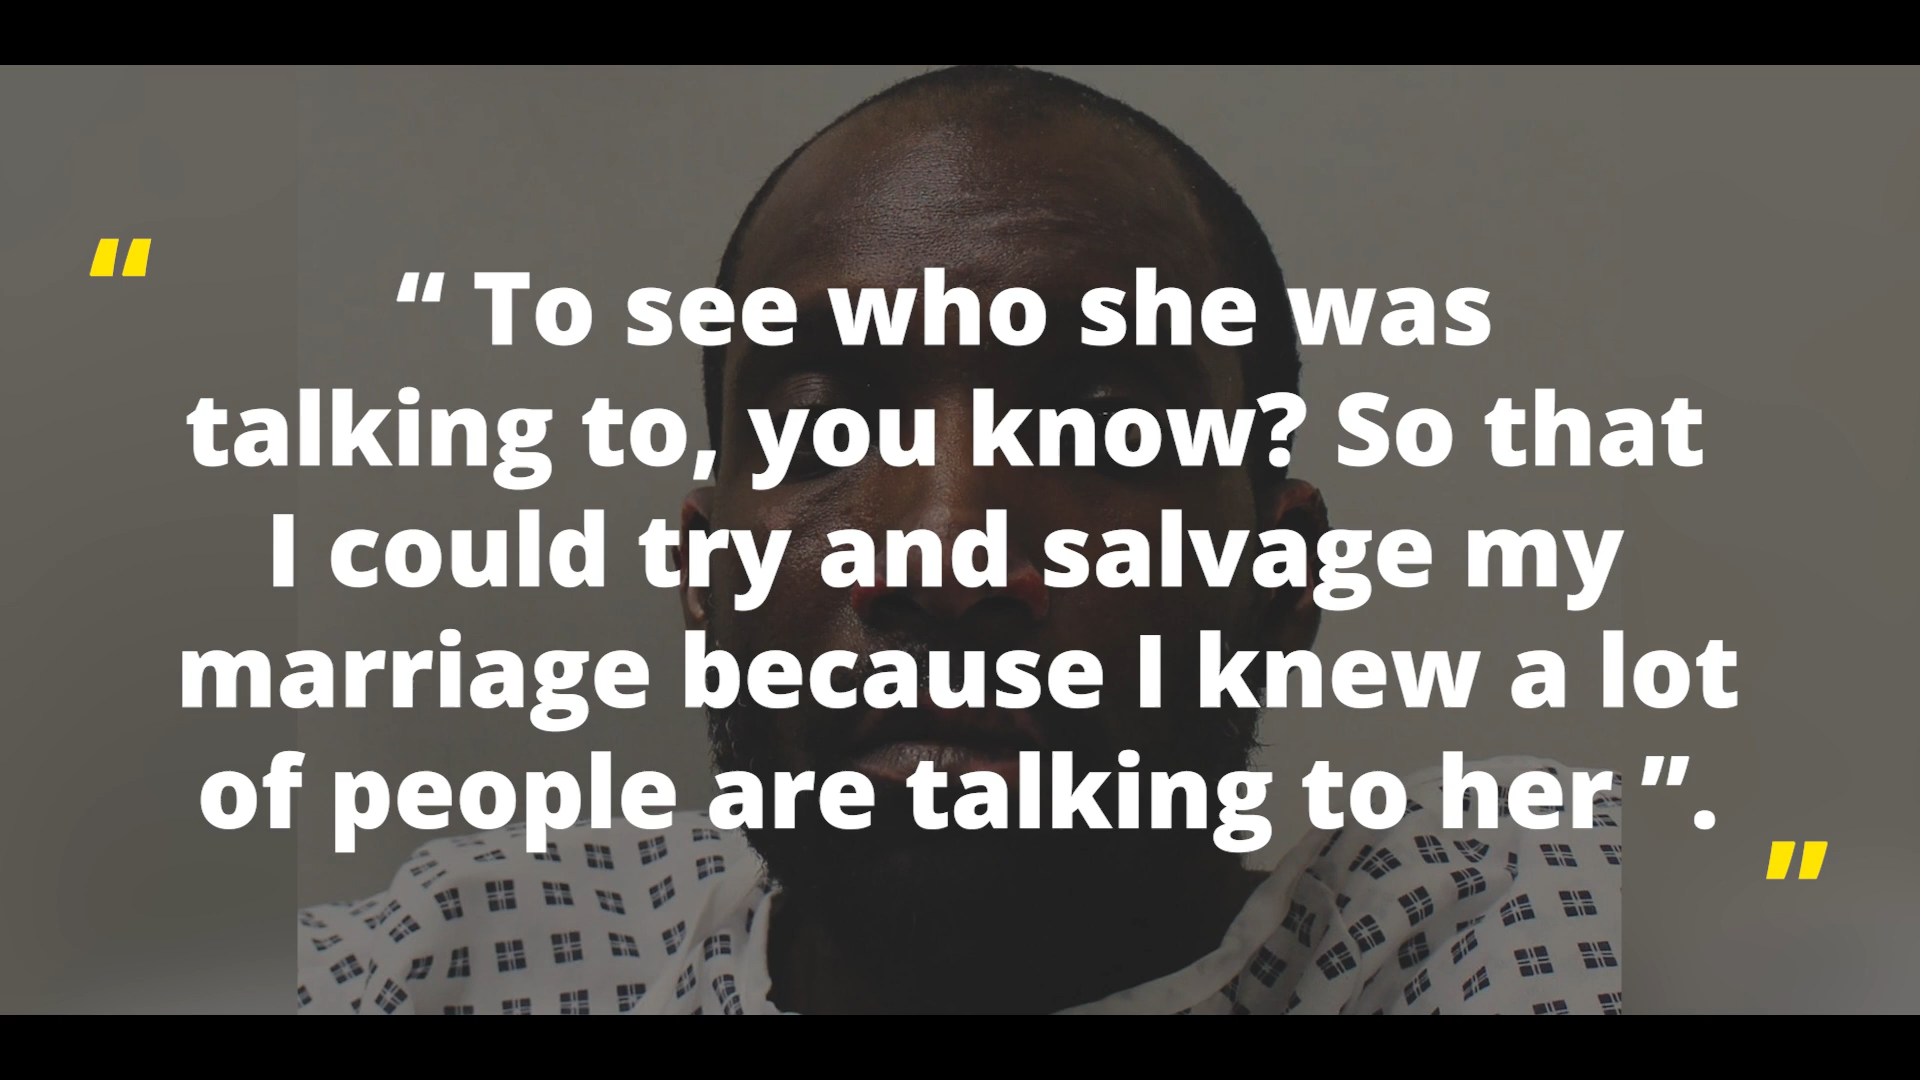 “
“ To see who she was
talking to, you know? So that
I could try and salvage my
marriage because I knew a lot
of people are talking to her ”.
”